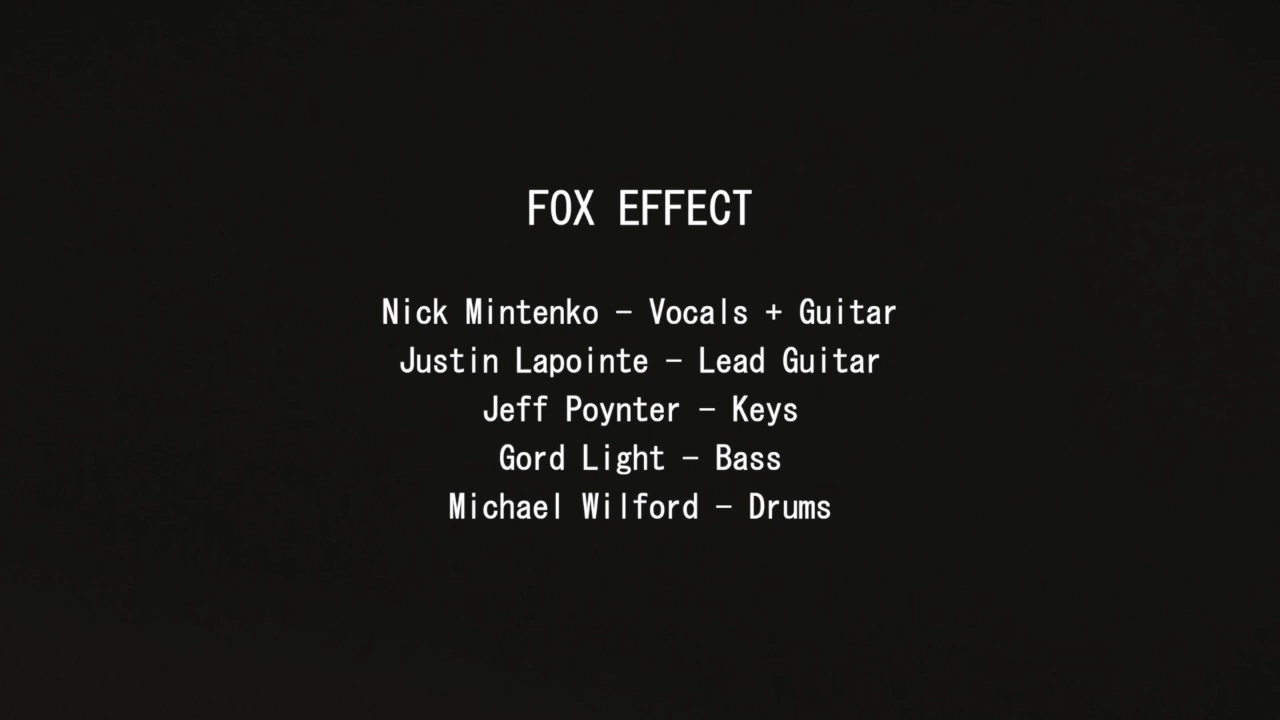 FOX EFFECT
Nick Mintenko – Vocals + Guitar
Justin Lapointe – Lead Guitar
Jeff Poynter – Keys
Gord Light – Bass
Michael Wilford – Drums